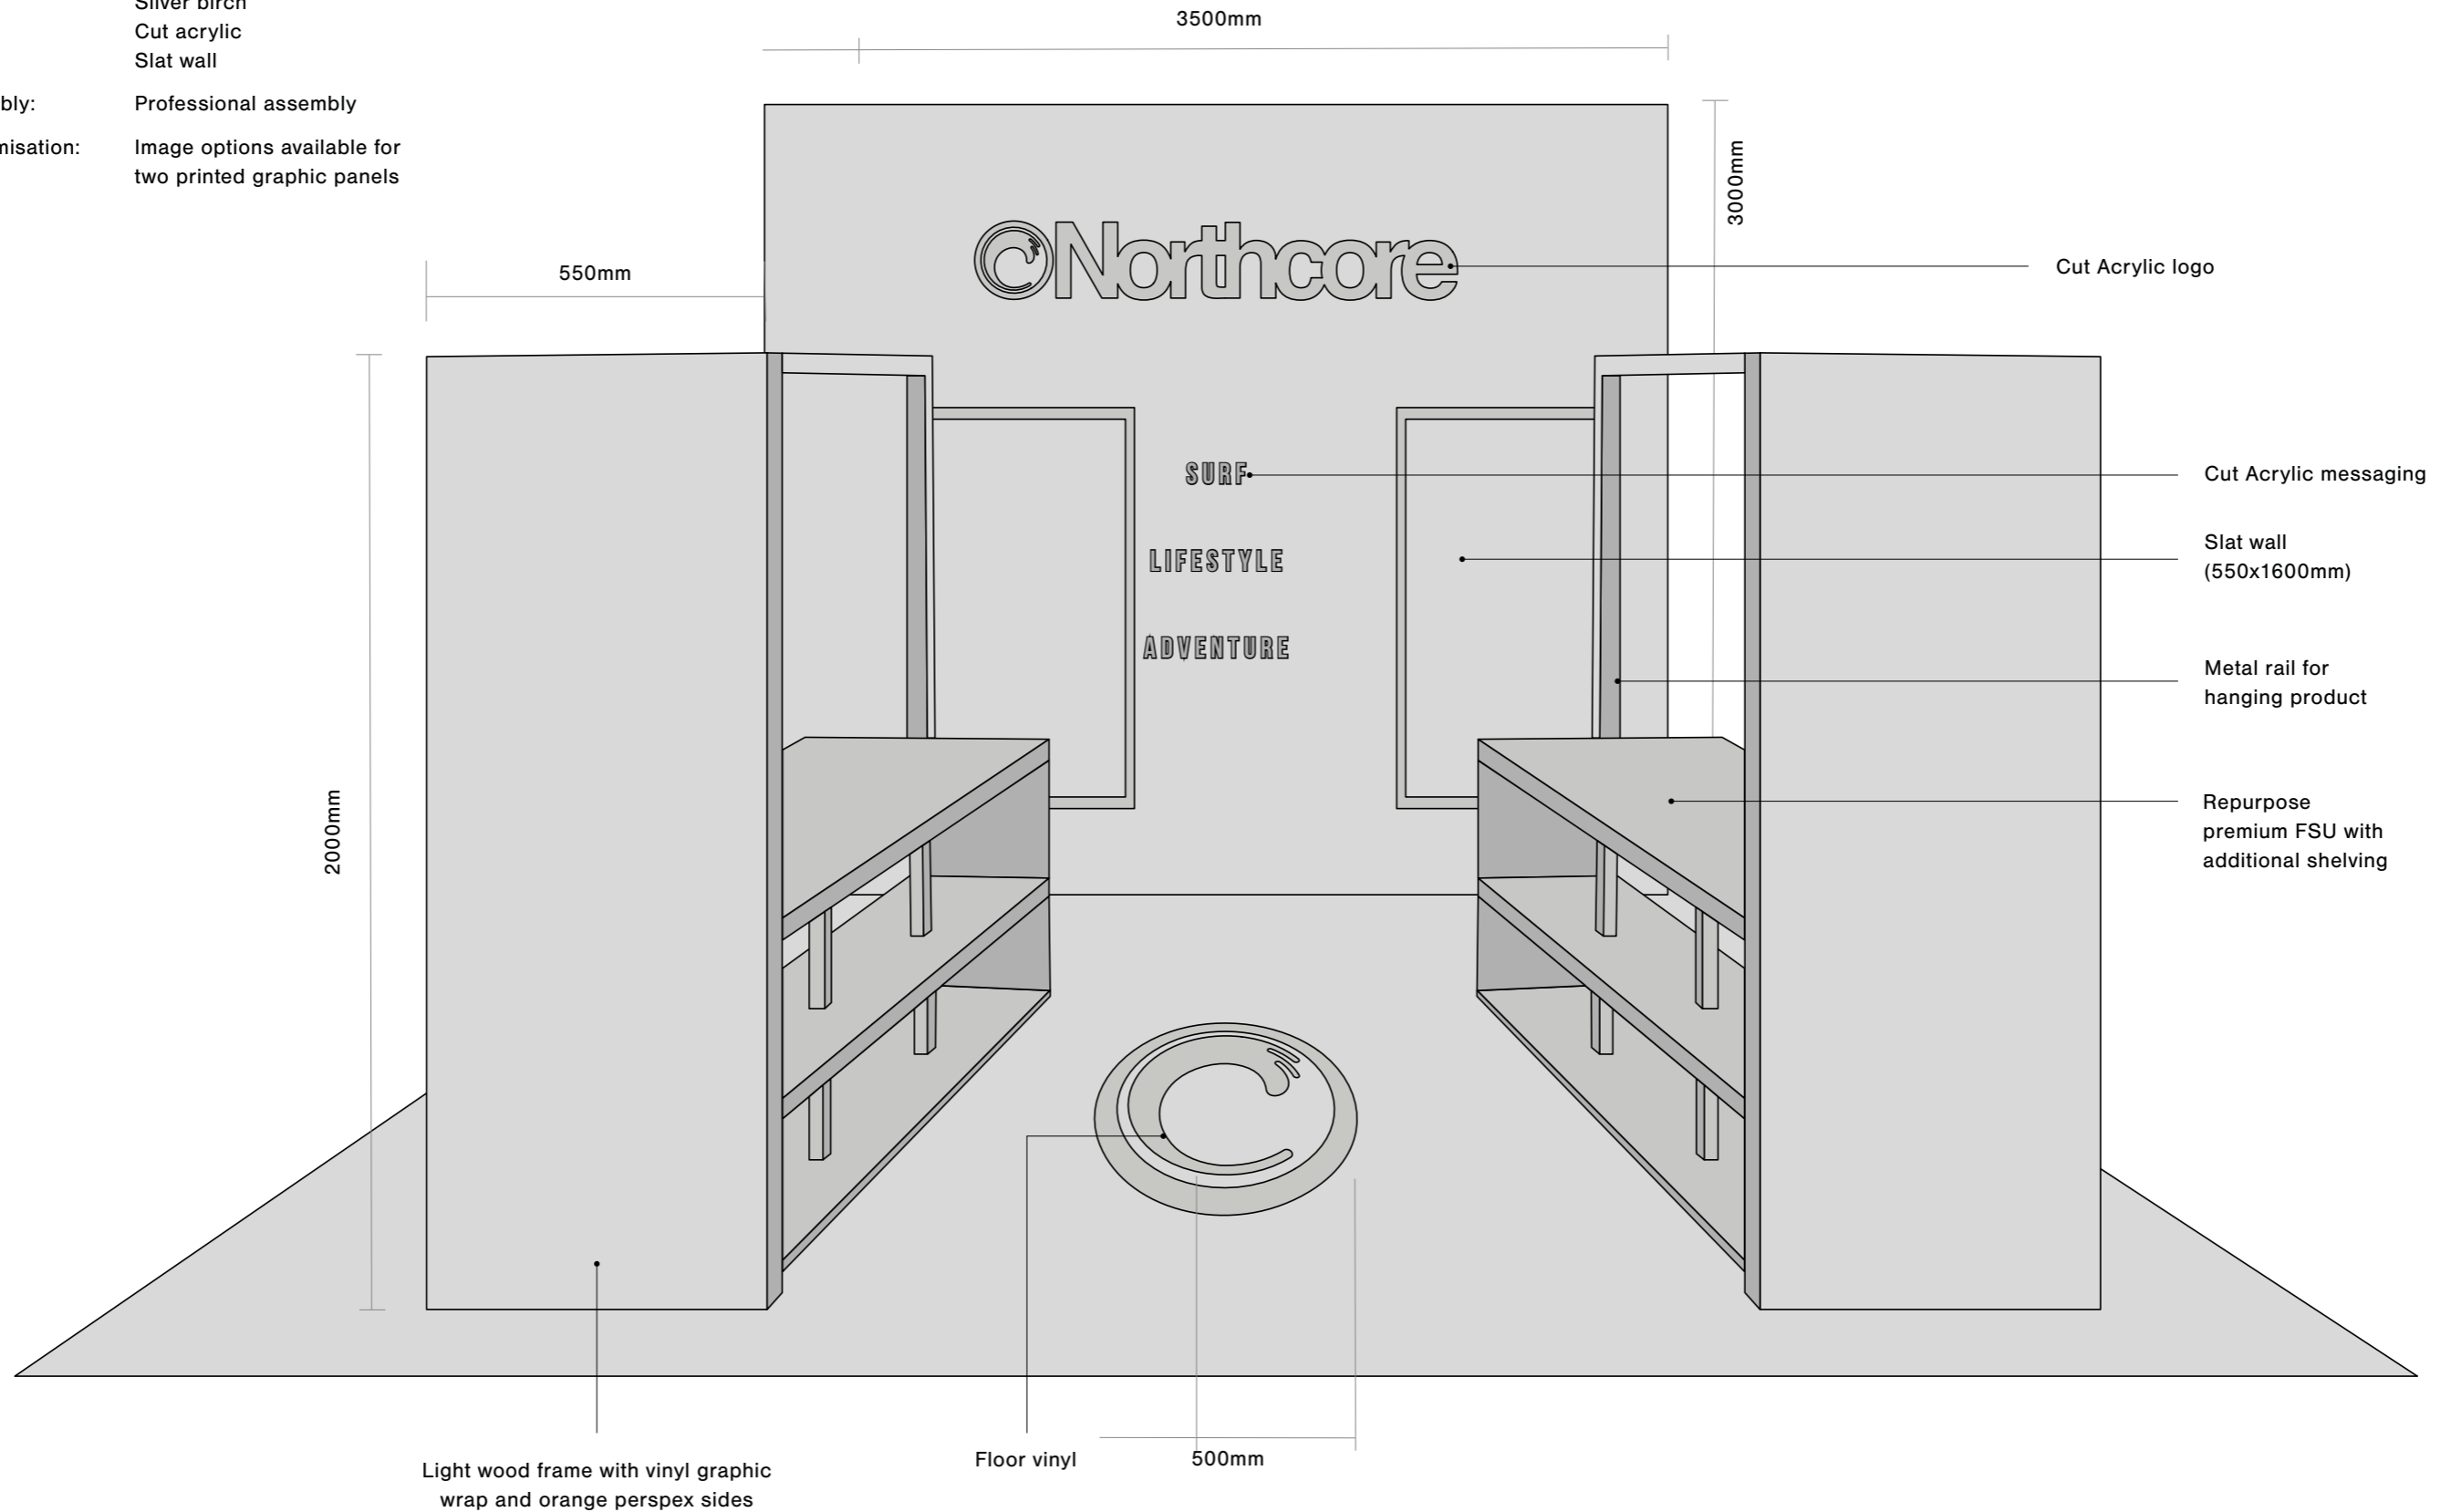 Silver birch
Cut acrylic
Slat wall
bly: Professional assembly
misation: Image options available for
two printed graphic panels
3500mm
3000mm
550mm
2000mm
Northcore
Cut Acrylic logo
SURF
Cut Acrylic messaging
LIFESTYLE
Slat wall
(550x1600mm)
ADVENTURE
Metal rail for
hanging product
Repurpose
premium FSU with
additional shelving
Floor vinyl
500mm
Light wood frame with vinyl graphic
wrap and orange perspex sides